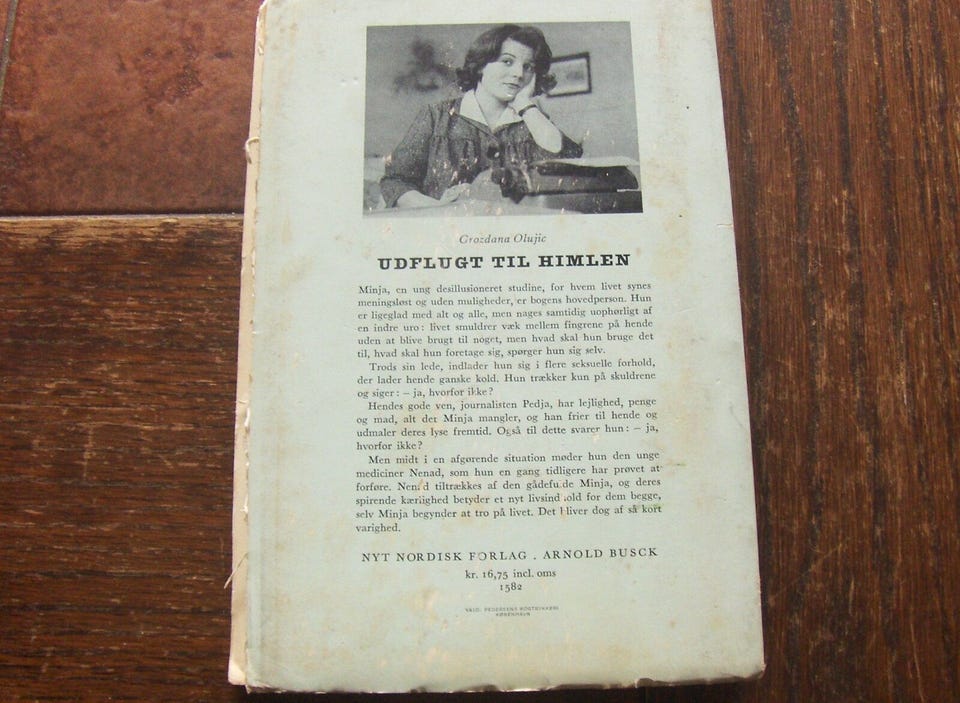 Grozdana Olujic
UDFLUGT TIL HIMLEN
Minja, en ung desillusioneret studine, for hvem livet synes
meningsløst og uden muligheder, er bogens hovedperson. Hun
er ligeglad med alt og alle, men nages samtidig uophørligt af
en indre uro: livet smuldrer væk mellem fingrene på hende
uden at blive brugt til noget, men hvad skal hun bruge det
til, hvad skal hun foretage sig, spørger hun sig selv.
Trods sin lede, indlader hun sig i flere seksuelle forhold,
der lader hende ganske kold. Hun trækker kun på skuldrene
og siger: – ja, hvorfor ikke?
Hendes gode ven, journalisten Pedja, har lejlighed, penge
og mad, alt det Minja mangler, og han frier til hende og
udmaler deres lyse fremtid. Også til dette svarer hun: – ja,
hvorfor ikke?
Men midt i en afgørende situation møder hun den unge
mediciner Nenad, som hun en gang tidligere har prøvet at
forføre. Nenad tiltrækkes af den gådefulde Minja, og deres
spirende kærlighed betyder et nyt livsindhold for dem begge,
selv Minja begynder at tro på livet. Det bliver dog af så kort
varighed.
NYT NORDISK FORLAG . ARNOLD BUSCK
kr. 16,75 incl. oms
1582
VALD. PEDERSENS BOGTRYKKERI
KØBENHAVN